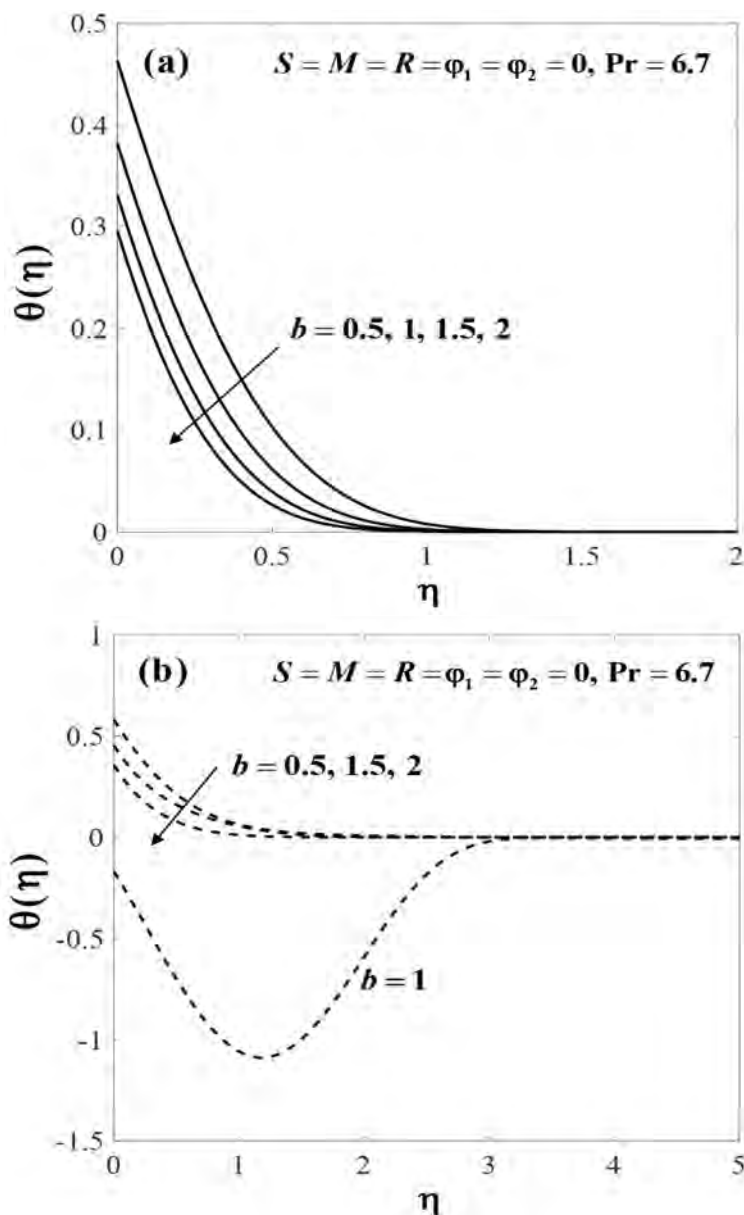 0.5
(a) S = M = R = φ₁ = φ₂ = 0, Pr = 6.7
0.4
0.3
θ(η)
0.2
b = 0.5, 1, 1.5, 2
0.1
0
0 0.5 1 1.5 2
η
1
(b) S = M = R = φ₁ = φ₂ = 0, Pr = 6.7
0.5
b = 0.5, 1.5, 2
0
θ(η)
-0.5
b = 1
-1
-1.5
0 1 2 3 4 5
η